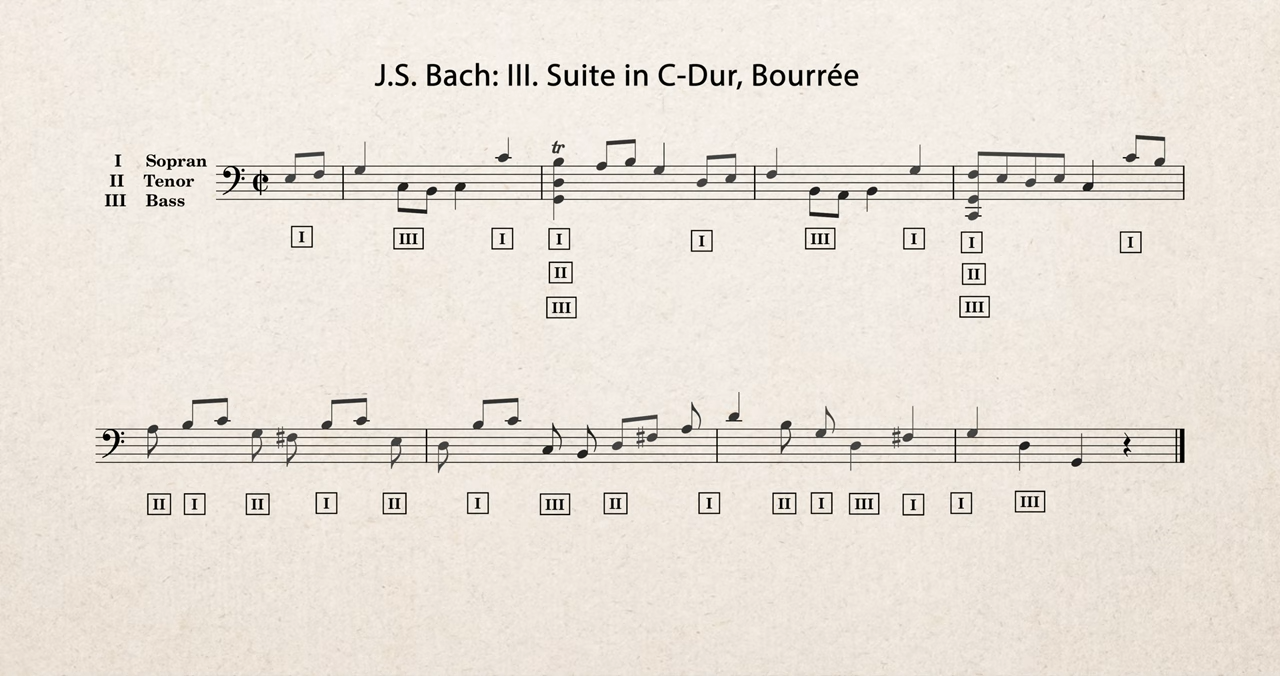 J.S. Bach: III. Suite in C-Dur, Bourrée
I Sopran
II Tenor
III Bass
tr
I III I I I III I I I
II II
III III
II I II I II I III II I II I III I I III